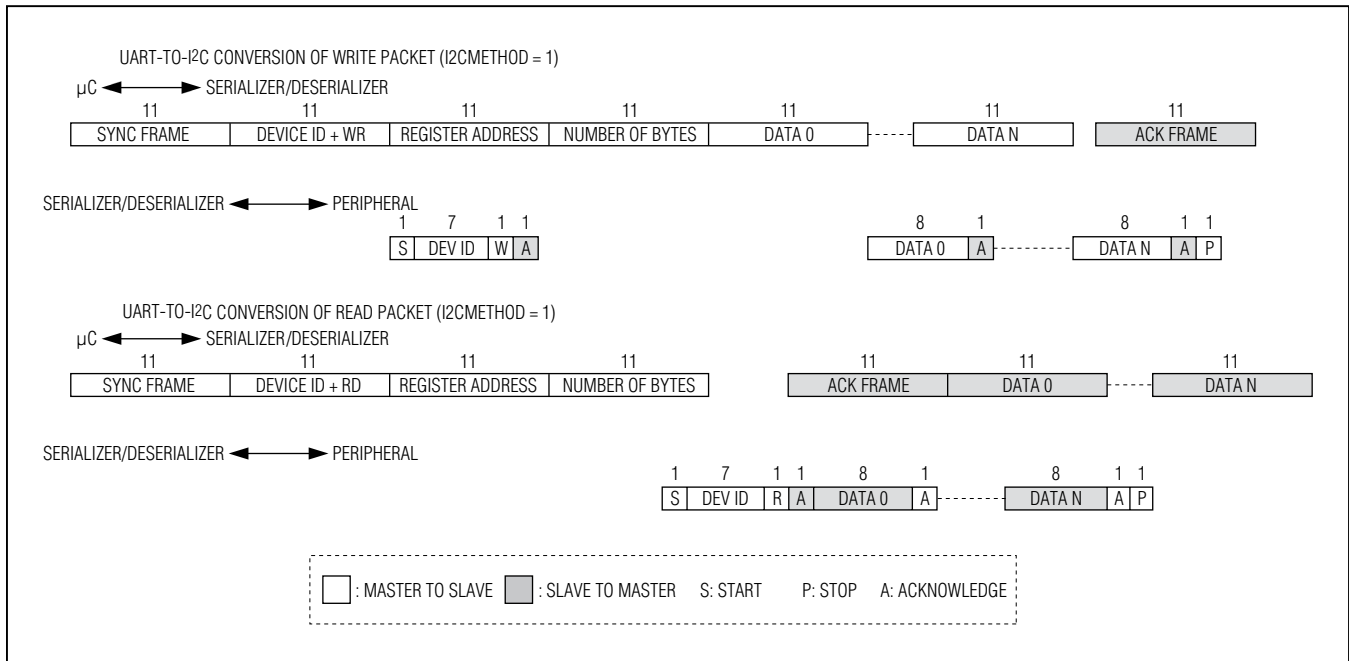 UART-TO-I2C CONVERSION OF WRITE PACKET (I2CMETHOD = 1)
µC SERIALIZER/DESERIALIZER
11 11 11 11 11 11 11
SYNC FRAME DEVICE ID + WR REGISTER ADDRESS NUMBER OF BYTES DATA 0 DATA N ACK FRAME
SERIALIZER/DESERIALIZER PERIPHERAL
1 7 1 1 8 1 8 1 1
S DEV ID W A DATA 0 A DATA N A P
UART-TO-I2C CONVERSION OF READ PACKET (I2CMETHOD = 1)
µC SERIALIZER/DESERIALIZER
11 11 11 11 11 11 11
SYNC FRAME DEVICE ID + RD REGISTER ADDRESS NUMBER OF BYTES ACK FRAME DATA 0 DATA N
SERIALIZER/DESERIALIZER PERIPHERAL
1 7 1 1 8 1 8 1 1
S DEV ID R A DATA 0 A DATA N A P
: MASTER TO SLAVE : SLAVE TO MASTER S: START P: STOP A: ACKNOWLEDGE